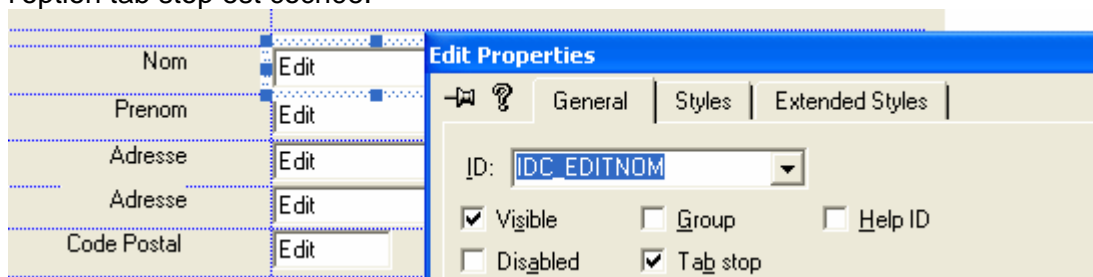 l'option tab stop est cochée.
Nom Edit
Prenom Edit
Adresse Edit
Adresse Edit
Code Postal Edit
Edit Properties
General Styles Extended Styles
ID: IDC_EDITNOM
Visible Group Help ID
Disabled Tab stop